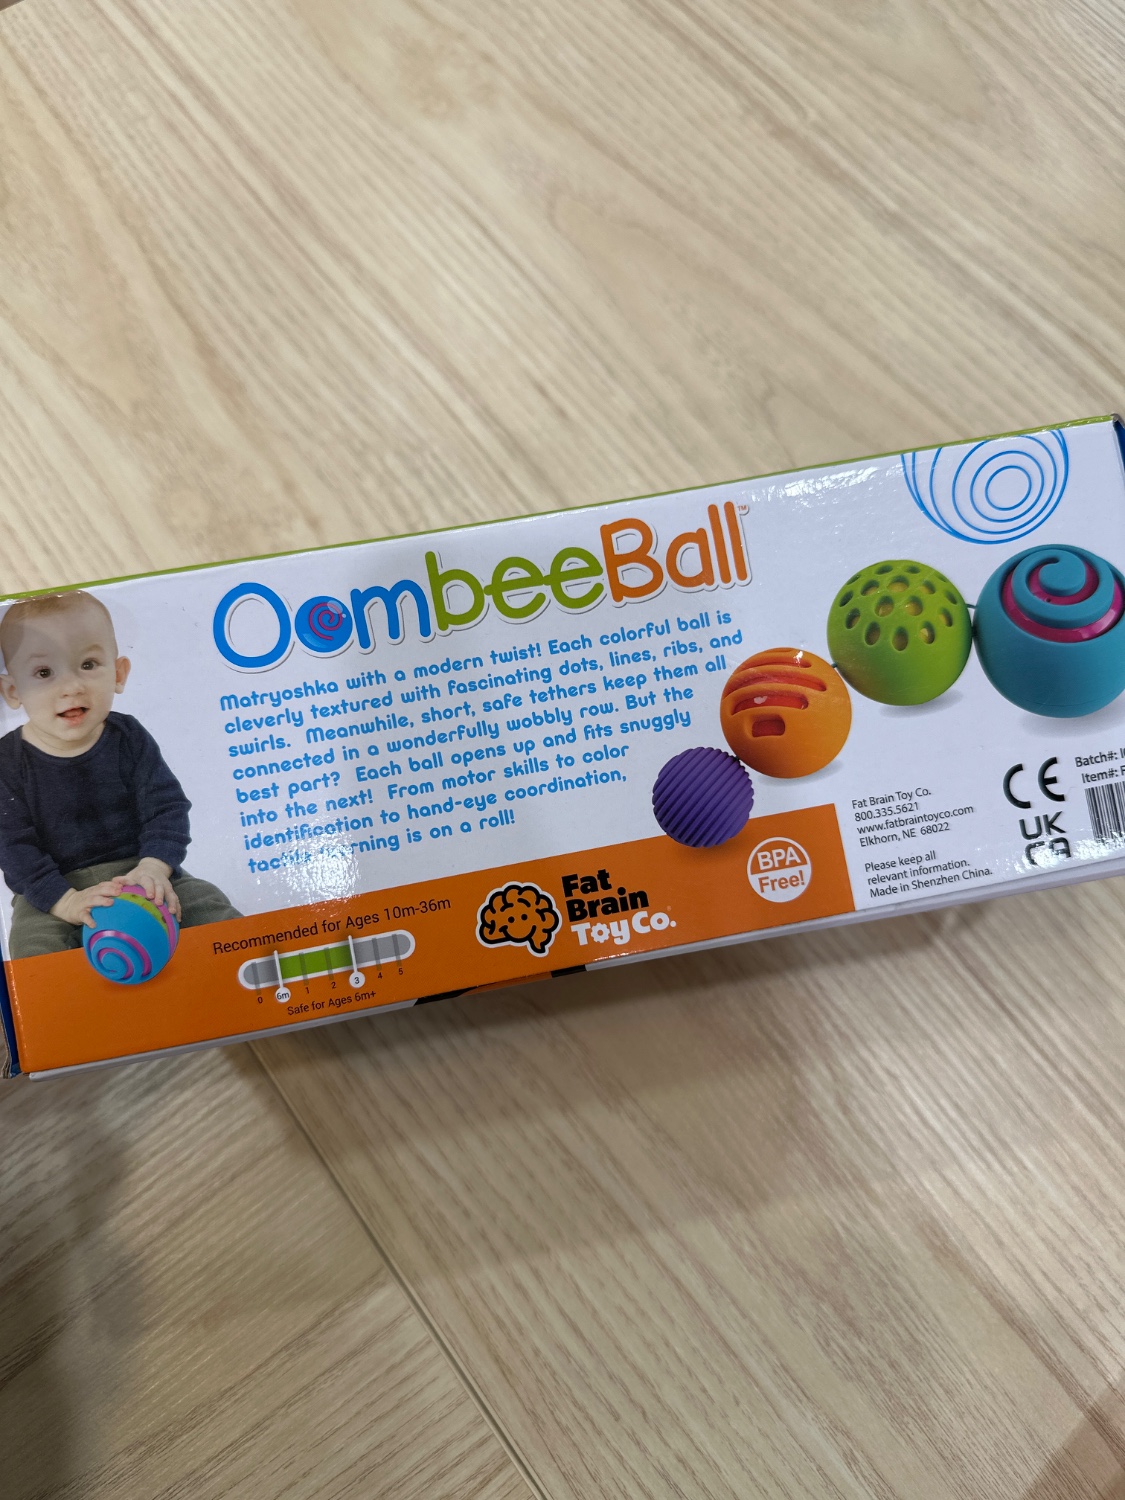 OombeeBall™
Matryoshka with a modern twist! Each colorful ball is
cleverly textured with fascinating dots, lines, ribs, and
swirls. Meanwhile, short, safe tethers keep them all
connected in a wonderfully wobbly row. But the
best part? Each ball opens up and fits snuggly
into the next! From motor skills to color
identification to hand-eye coordination,
tactile learning is on a roll!
Recommended for Ages 10m-36m
0 6m 1 2 3 4 5
Safe for Ages 6m+
Fat
Brain
Toy Co.
BPA
Free!
Fat Brain Toy Co.
800.335.5621
www.fatbraintoyco.com
Elkhorn, NE 68022
Please keep all
relevant information.
Made in Shenzhen China.
CE
UK
CA
Batch#:
Item#: F